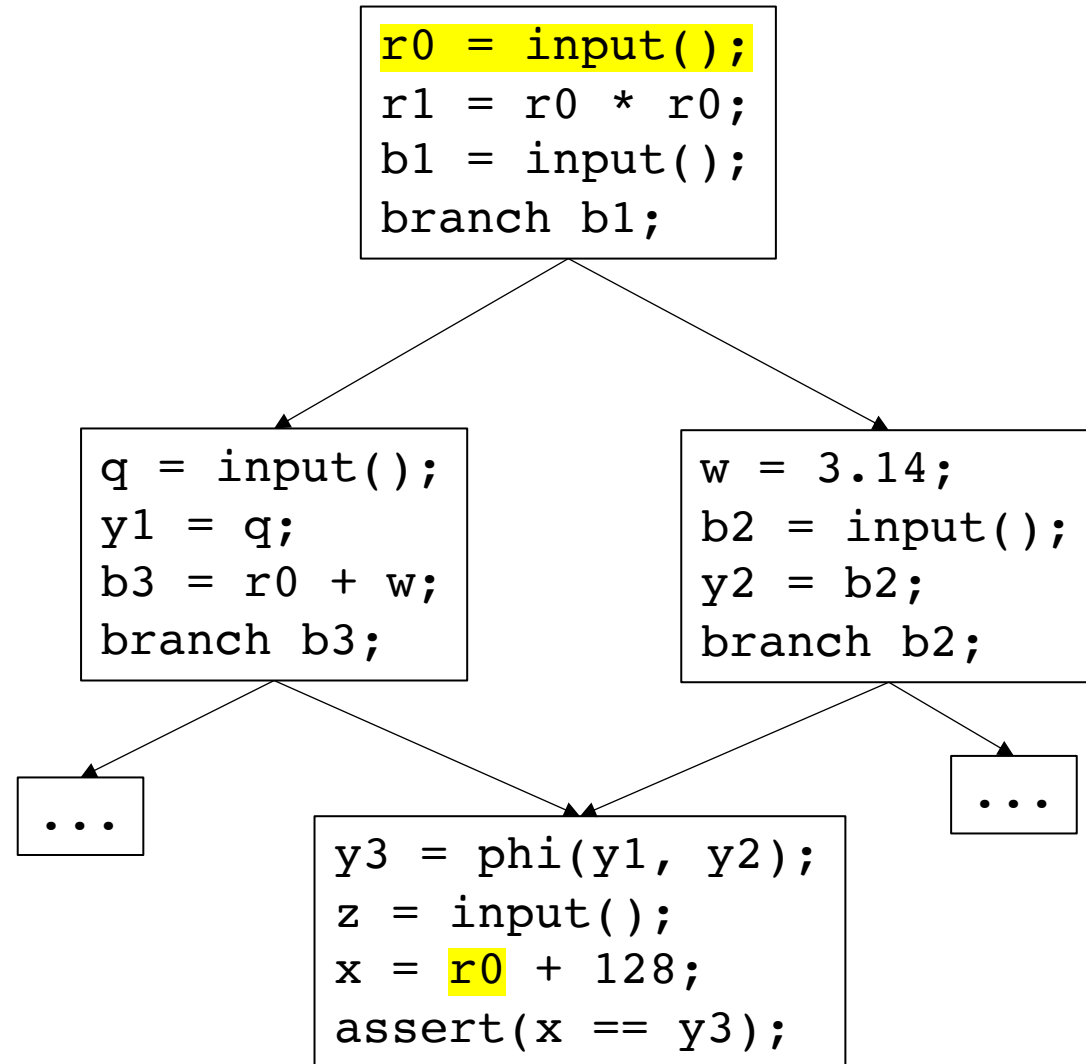 r0 = input();
r1 = r0 * r0;
b1 = input();
branch b1;
q = input();
y1 = q;
b3 = r0 + w;
branch b3;
w = 3.14;
b2 = input();
y2 = b2;
branch b2;
...
...
y3 = phi(y1, y2);
z = input();
x = r0 + 128;
assert(x == y3);